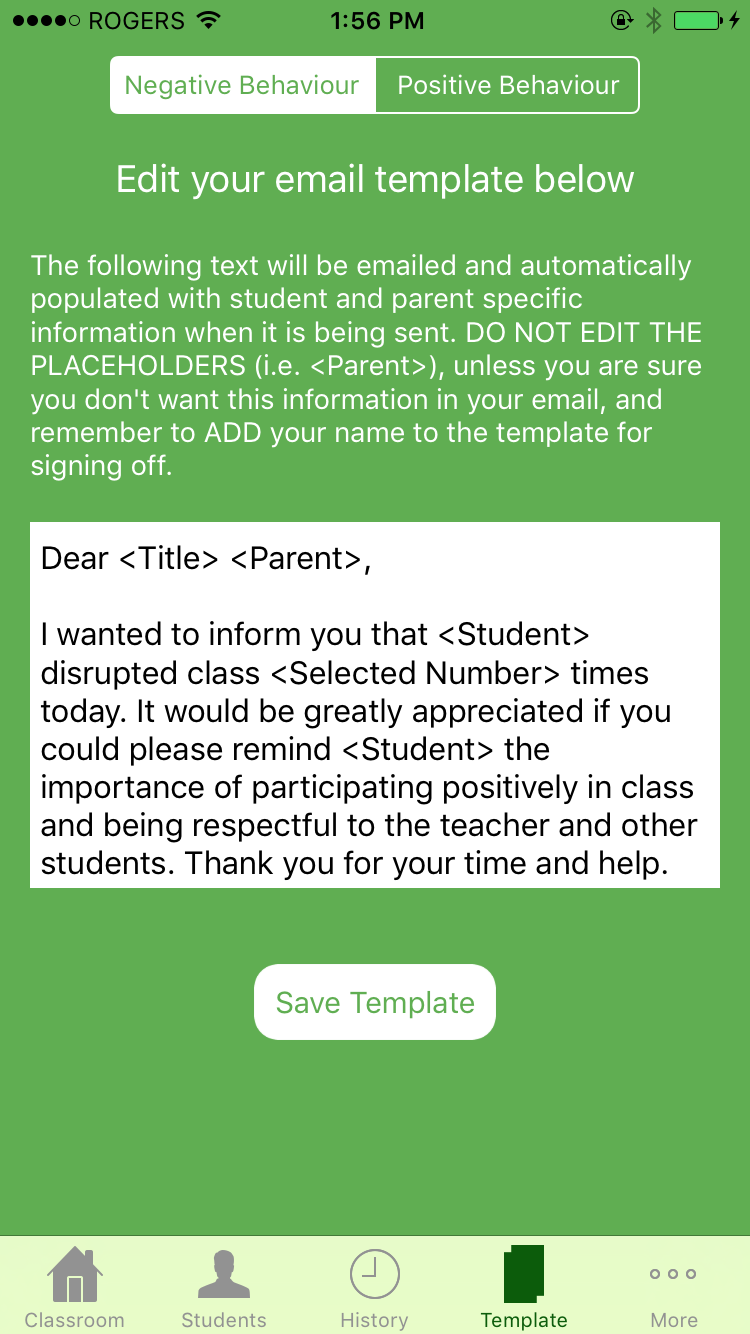 ROGERS 1:56 PM
Negative Behaviour Positive Behaviour
Edit your email template below
The following text will be emailed and automatically
populated with student and parent specific
information when it is being sent. DO NOT EDIT THE
PLACEHOLDERS (i.e. <Parent>), unless you are sure
you don't want this information in your email, and
remember to ADD your name to the template for
signing off.
Dear <Title> <Parent>,
I wanted to inform you that <Student>
disrupted class <Selected Number> times
today. It would be greatly appreciated if you
could please remind <Student> the
importance of participating positively in class
and being respectful to the teacher and other
students. Thank you for your time and help.
Save Template
Classroom Students History Template More